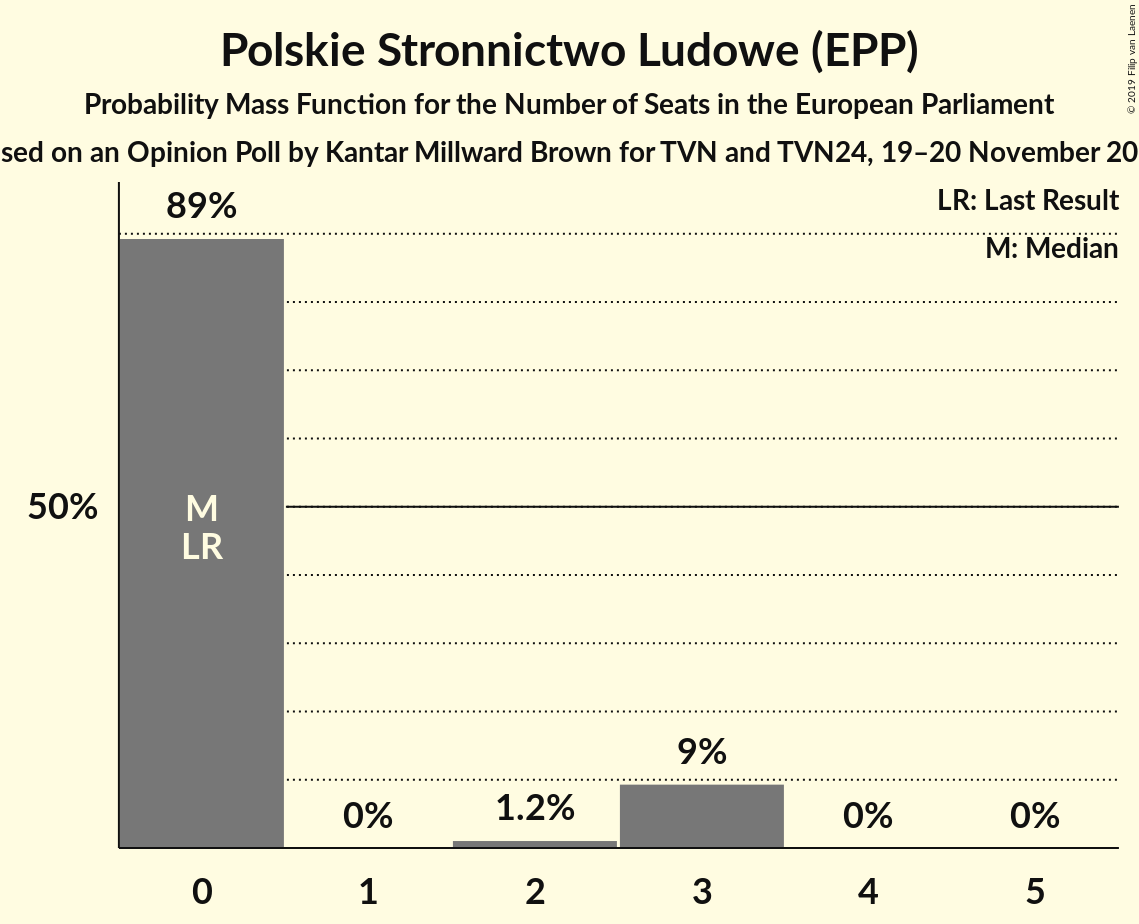 Polskie Stronnictwo Ludowe (EPP)
Probability Mass Function for the Number of Seats in the European Parliament
sed on an Opinion Poll by Kantar Millward Brown for TVN and TVN24, 19–20 November 20
© 2019 Filip van Laenen
LR: Last Result
M: Median
89%
50%
M
LR
0%
1.2%
9%
0%
0%
0 1 2 3 4 5